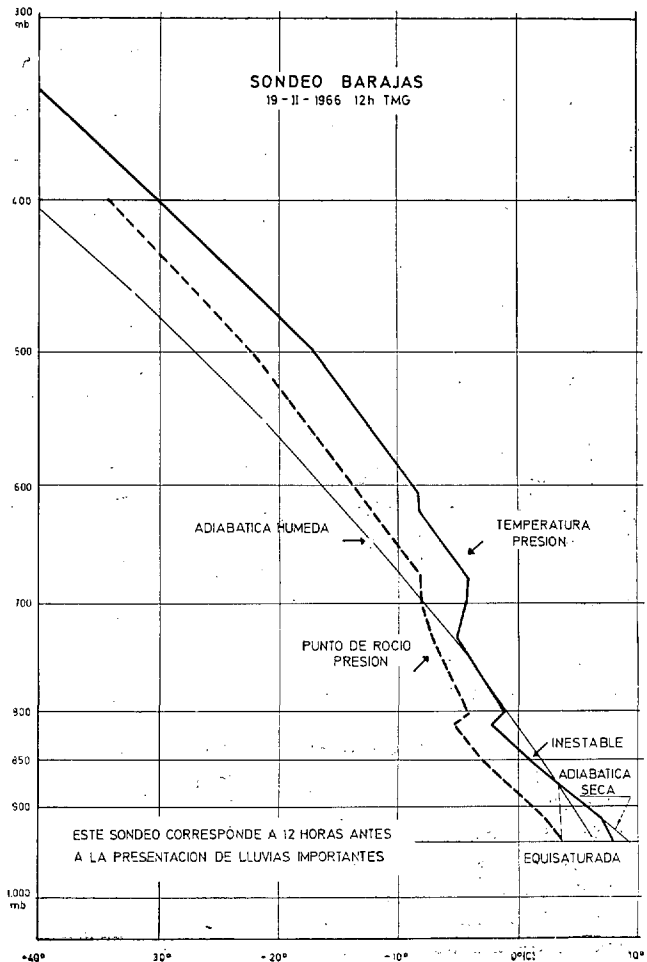 300
mb
SONDEO BARAJAS
19-II-1966 12h TMG
400
500
600
ADIABATICA HUMEDA
TEMPERATURA
PRESION
700
PUNTO DE ROCIO
PRESION
800
INESTABLE
850
ADIABATICA
SECA
900
ESTE SONDEO CORRESPONDE A 12 HORAS ANTES
A LA PRESENTACION DE LLUVIAS IMPORTANTES
EQUISATURADA
1.000
mb
-40° -30° -20° -10° 0°(C) 10°